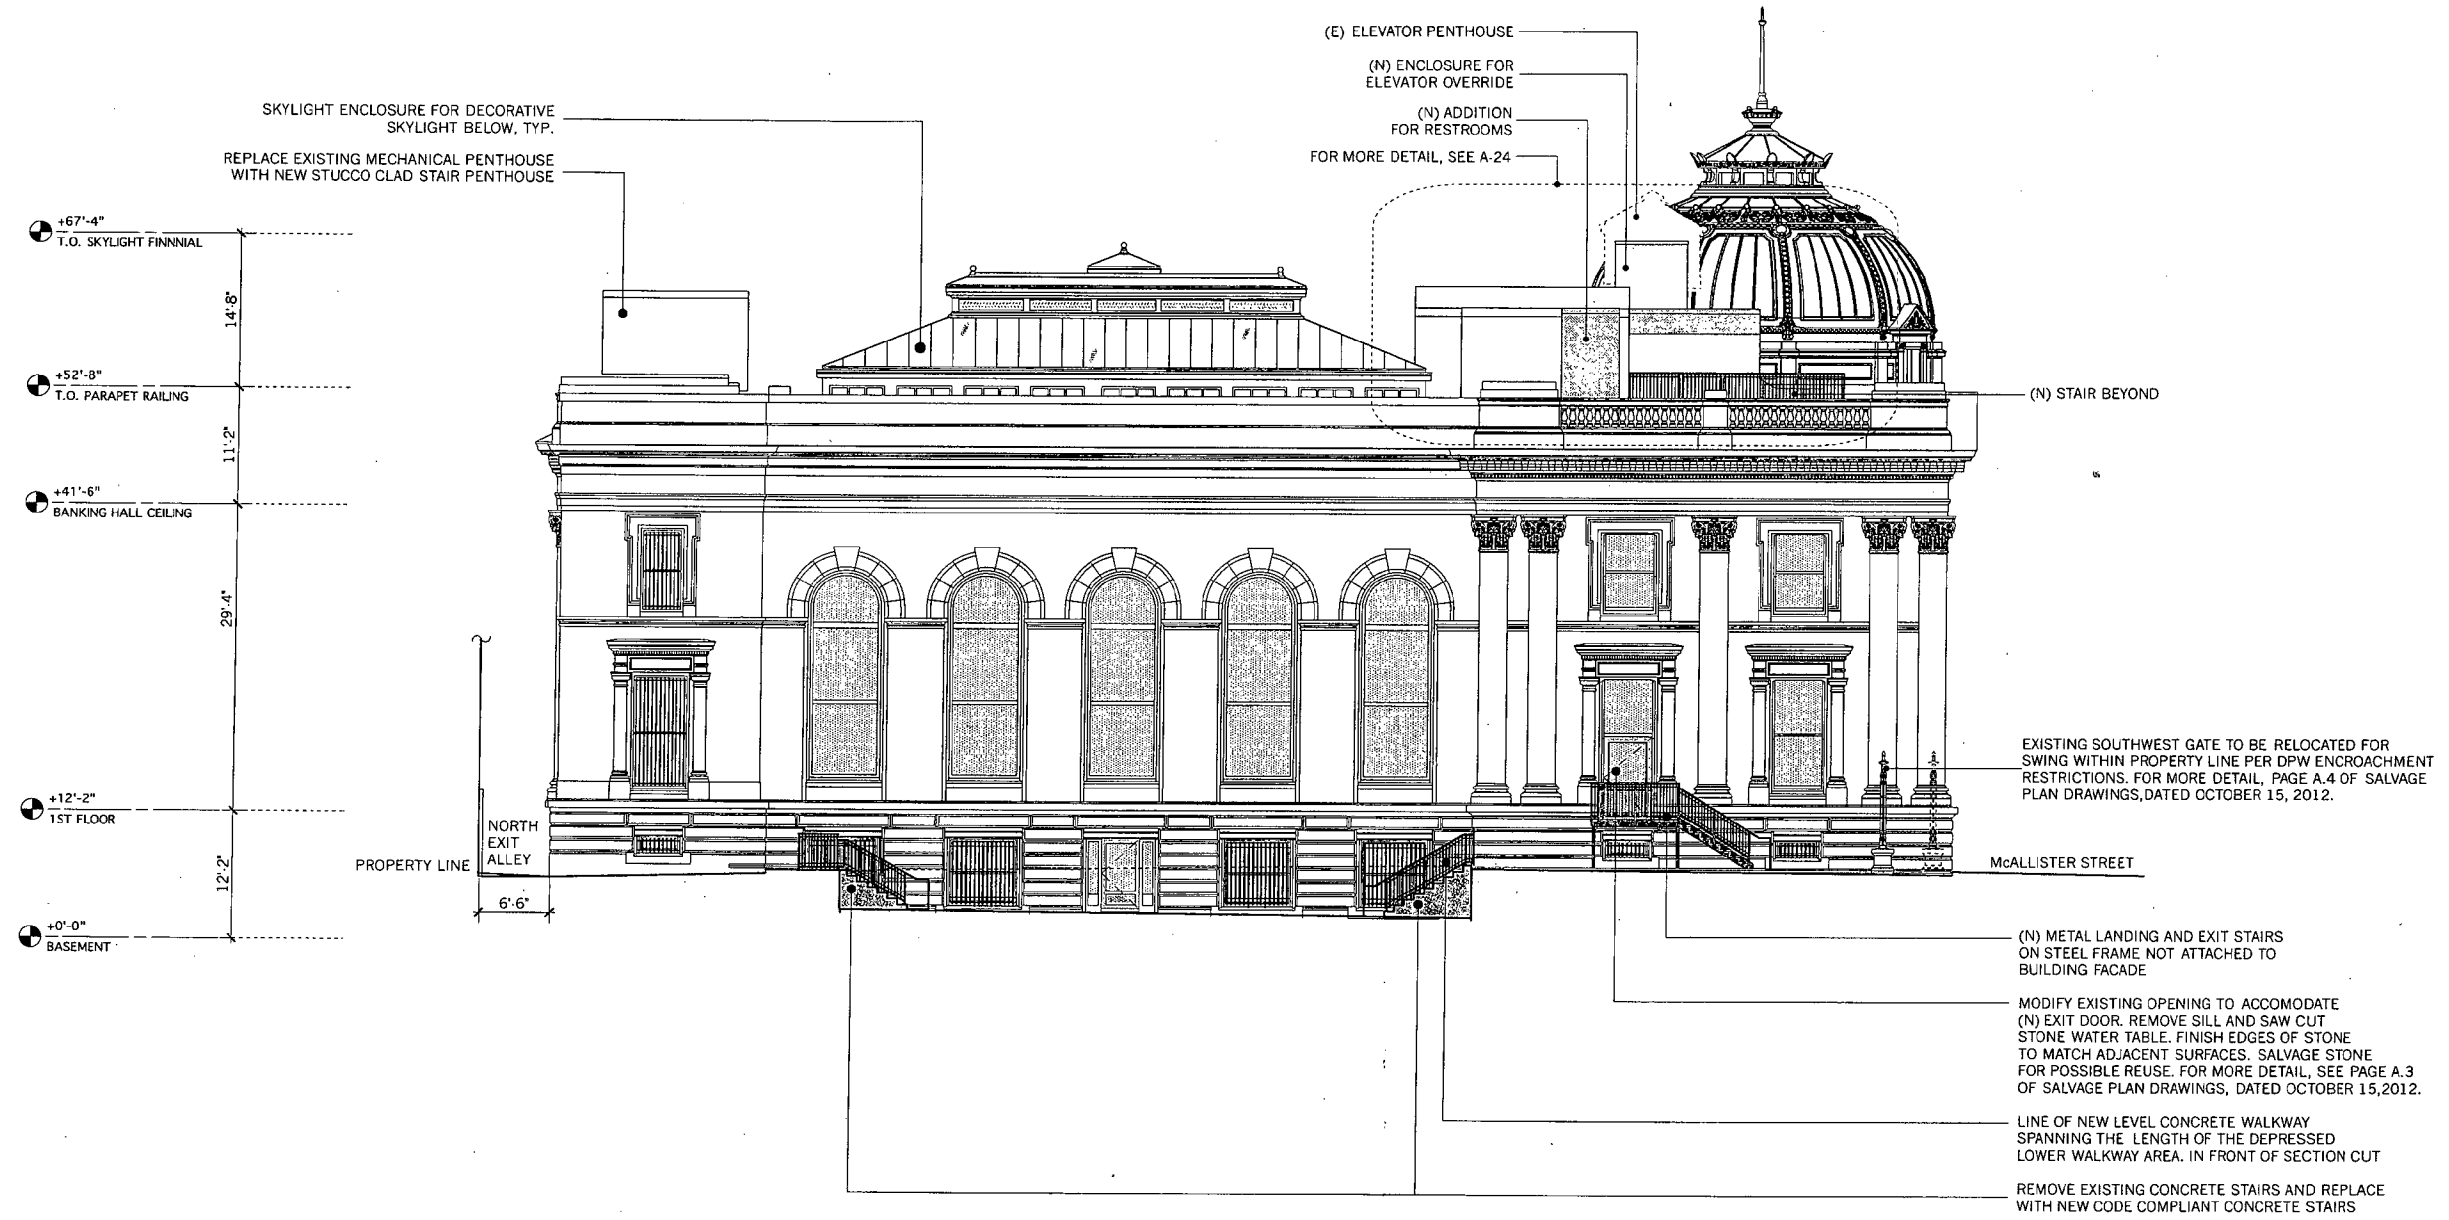 (E) ELEVATOR PENTHOUSE
(N) ENCLOSURE FOR
ELEVATOR OVERRIDE
(N) ADDITION
FOR RESTROOMS
FOR MORE DETAIL, SEE A-24
SKYLIGHT ENCLOSURE FOR DECORATIVE
SKYLIGHT BELOW, TYP.
REPLACE EXISTING MECHANICAL PENTHOUSE
WITH NEW STUCCO CLAD STAIR PENTHOUSE
+67'-4"
T.O. SKYLIGHT FINNNIAL
14'-8"
+52'-8"
T.O. PARAPET RAILING
11'-2"
+41'-6"
BANKING HALL CEILING
29'-4"
+12'-2"
1ST FLOOR
12'-2"
+0'-0"
BASEMENT
NORTH
EXIT
ALLEY
PROPERTY LINE
6'-6"
(N) STAIR BEYOND
EXISTING SOUTHWEST GATE TO BE RELOCATED FOR
SWING WITHIN PROPERTY LINE PER DPW ENCROACHMENT
RESTRICTIONS. FOR MORE DETAIL, PAGE A.4 OF SALVAGE
PLAN DRAWINGS,DATED OCTOBER 15, 2012.
McALLISTER STREET
(N) METAL LANDING AND EXIT STAIRS
ON STEEL FRAME NOT ATTACHED TO
BUILDING FACADE
MODIFY EXISTING OPENING TO ACCOMODATE
(N) EXIT DOOR. REMOVE SILL AND SAW CUT
STONE WATER TABLE. FINISH EDGES OF STONE
TO MATCH ADJACENT SURFACES. SALVAGE STONE
FOR POSSIBLE REUSE. FOR MORE DETAIL, SEE PAGE A.3
OF SALVAGE PLAN DRAWINGS, DATED OCTOBER 15,2012.
LINE OF NEW LEVEL CONCRETE WALKWAY
SPANNING THE LENGTH OF THE DEPRESSED
LOWER WALKWAY AREA. IN FRONT OF SECTION CUT
REMOVE EXISTING CONCRETE STAIRS AND REPLACE
WITH NEW CODE COMPLIANT CONCRETE STAIRS